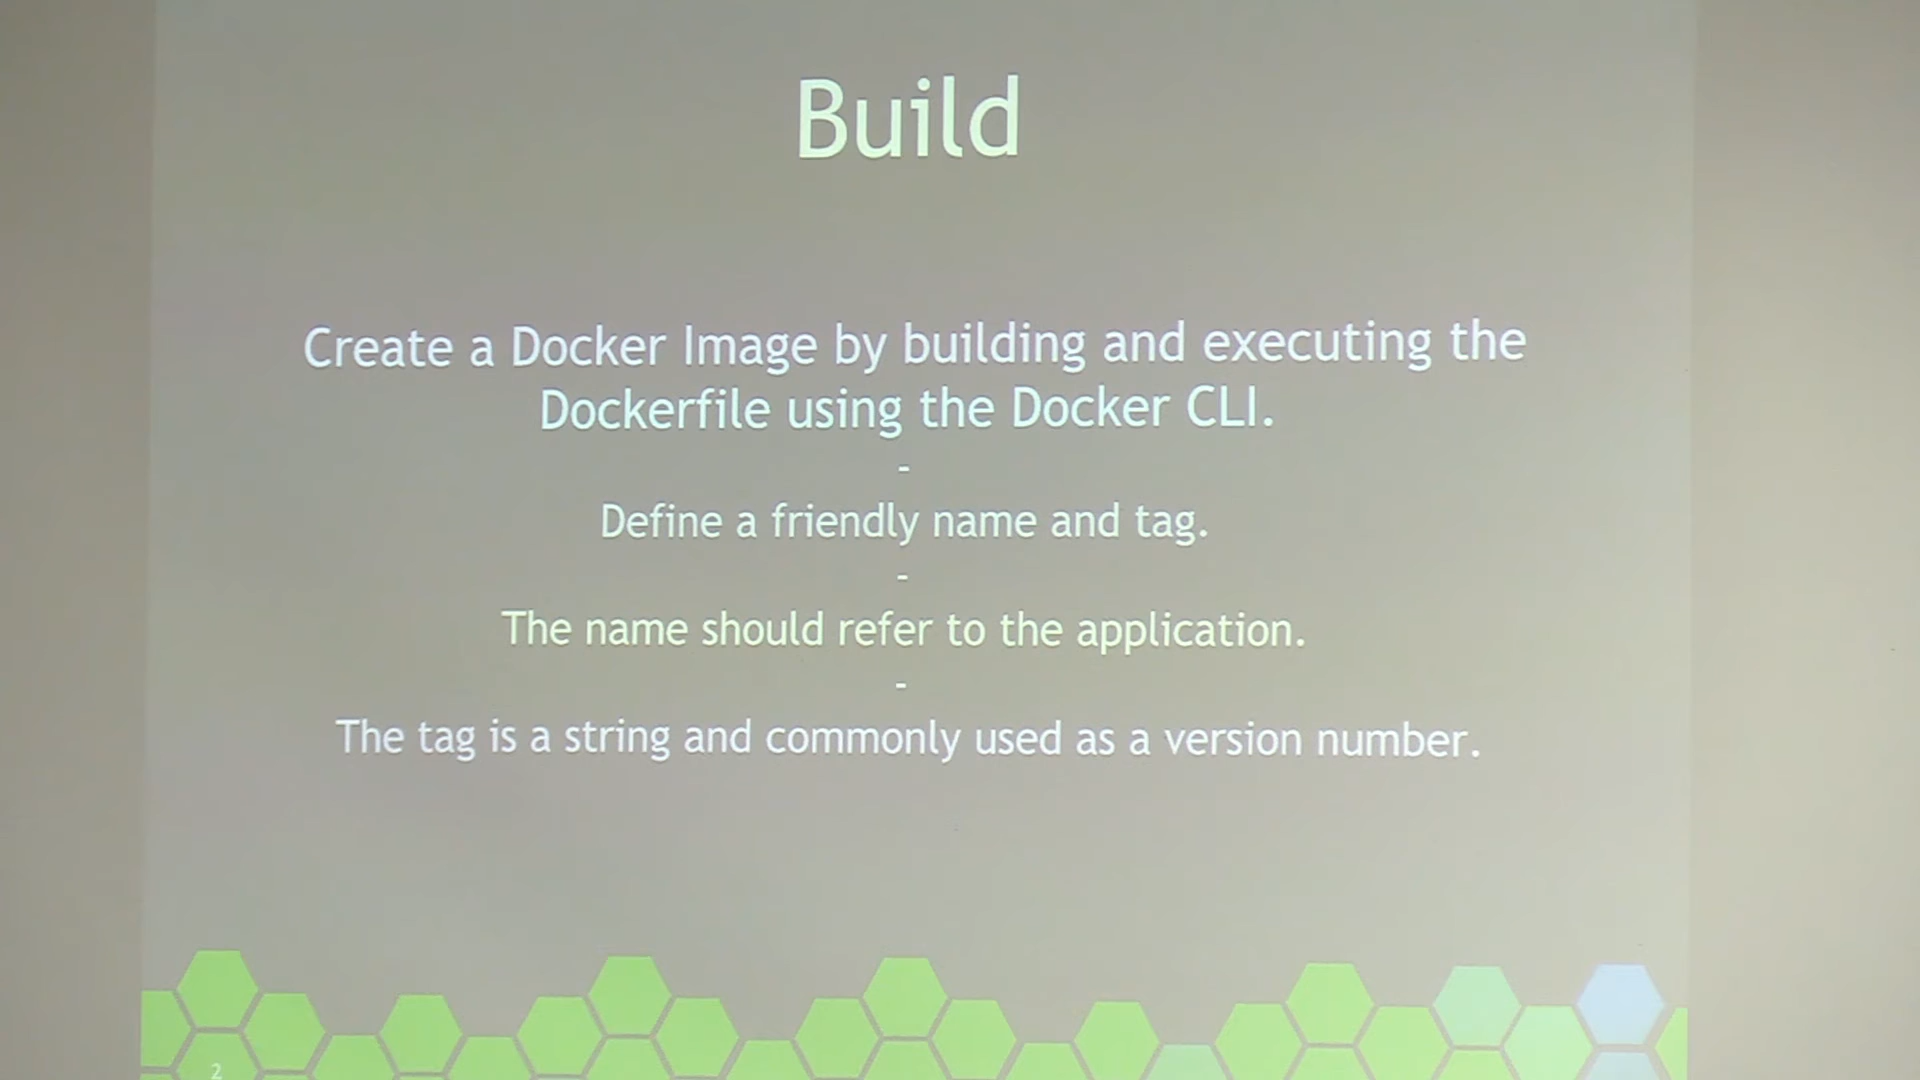 Build
Create a Docker Image by building and executing the
Dockerfile using the Docker CLI.
-
Define a friendly name and tag.
-
The name should refer to the application.
-
The tag is a string and commonly used as a version number.
2